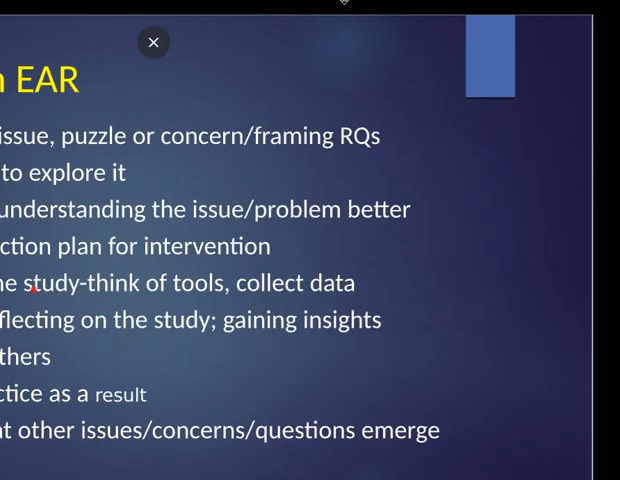 EAR
issue, puzzle or concern/framing RQs
to explore it
understanding the issue/problem better
ction plan for intervention
ne study-think of tools, collect data
flecting on the study; gaining insights
thers
ctice as a result
at other issues/concerns/questions emerge